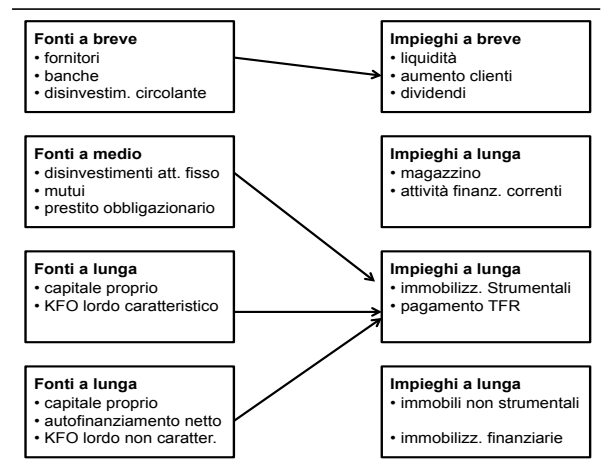 Fonti a breve
• fornitori
• banche
• disinvestim. circolante
Impieghi a breve
• liquidità
• aumento clienti
• dividendi
Fonti a medio
• disinvestimenti att. fisso
• mutui
• prestito obbligazionario
Impieghi a lunga
• magazzino
• attività finanz. correnti
Fonti a lunga
• capitale proprio
• KFO lordo caratteristico
Impieghi a lunga
• immobilizz. Strumentali
• pagamento TFR
Fonti a lunga
• capitale proprio
• autofinanziamento netto
• KFO lordo non caratter.
Impieghi a lunga
• immobili non strumentali
• immobilizz. finanziarie